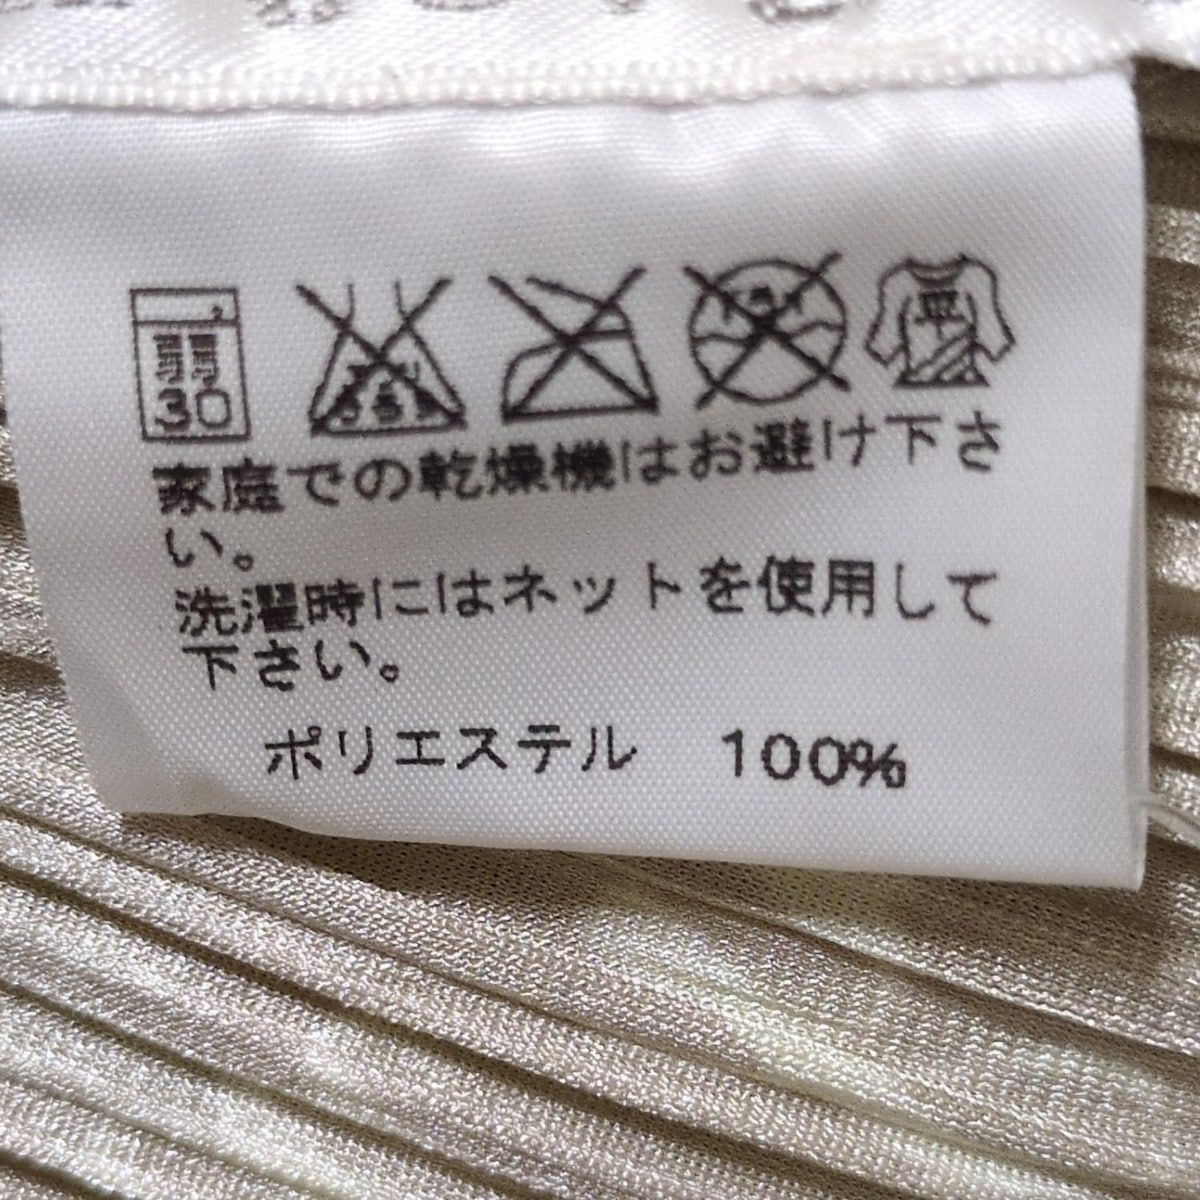 30
平
家庭での乾燥機はお避け下さ
い。
洗濯時にはネットを使用して
下さい。
ポリエステル 100%